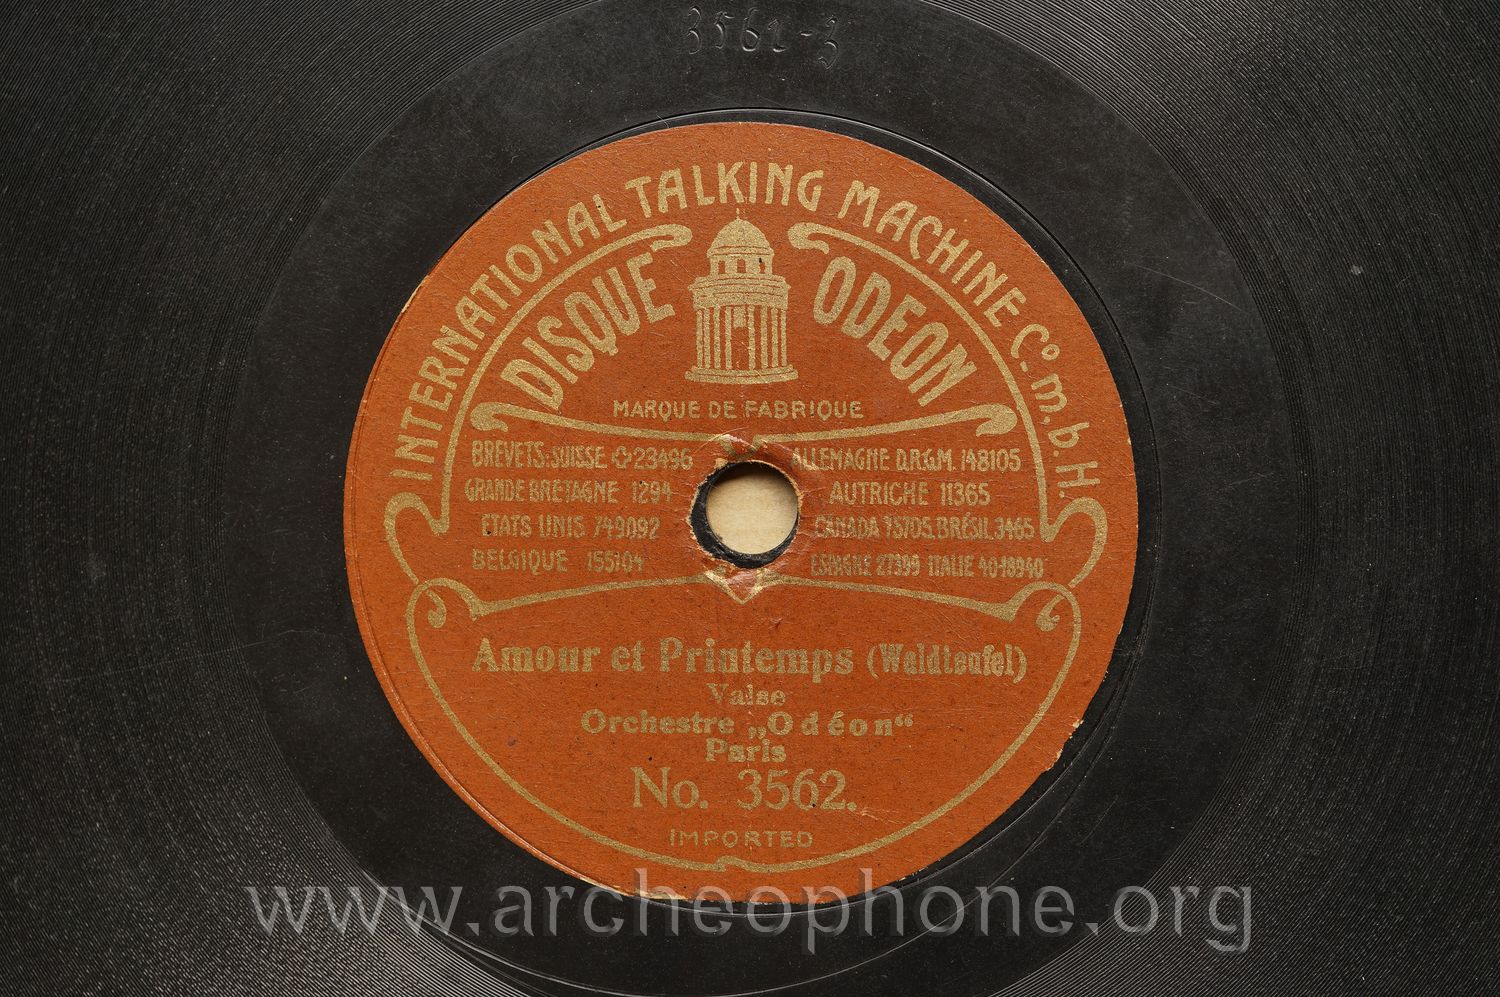 3562-3
INTERNATIONAL TALKING MACHINE Co. m. b. H.
DISQUE ODEON
MARQUE DE FABRIQUE
BREVETS: SUISSE ✚ 23496
GRANDE BRETAGNE 1294
ETATS UNIS 749092
BELGIQUE 155104
ALLEMAGNE D.R.G.M. 148105
AUTRICHE 11365
CANADA 75705. BRÉSIL 3465
ESPAGNE 27399 ITALIE 40-18940
Amour et Printemps (Waldteufel)
Valse
Orchestre „Odéon“
Paris
No. 3562.
IMPORTED
www.archeophone.org